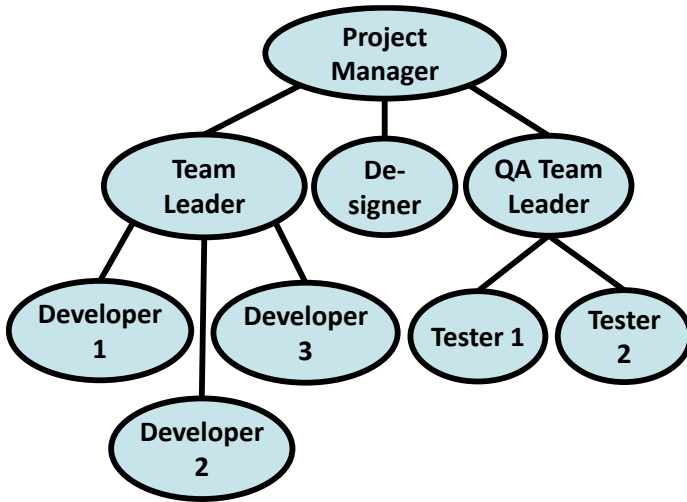 Project
Manager
Team
Leader
De-
signer
QA Team
Leader
Developer
1
Developer
3
Tester 1
Tester
2
Developer
2